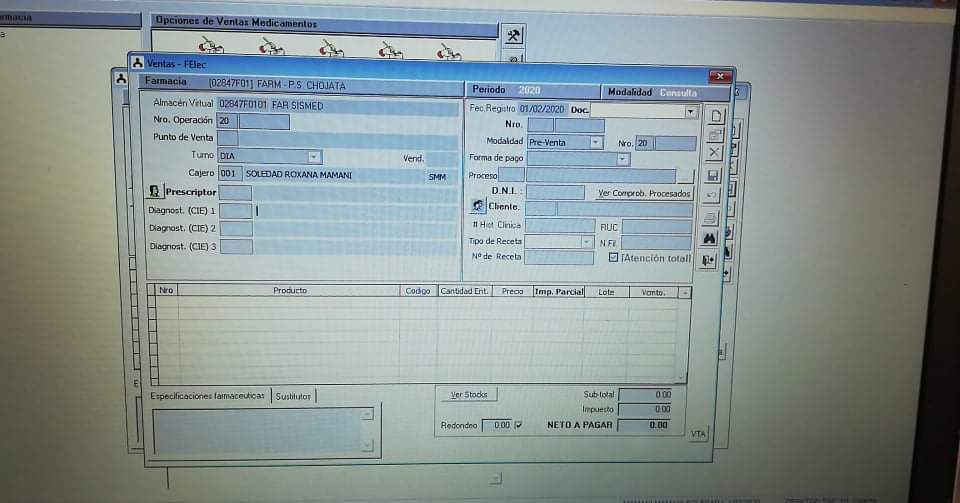 Opciones de Ventas Medicamentos
Ventas - FElec
Farmacia [02847F01] FARM - P.S. CHOJATA
Periodo 2020
Modalidad Consulta
Almacén Virtual 02847F0101 FAR SISMED
Nro. Operación 20
Punto de Venta
Turno DIA
Vend.
Cajero 001 SOLEDAD ROXANA MAMANI SMM
Prescriptor
Diagnost. (CIE) 1
Diagnost. (CIE) 2
Diagnost. (CIE) 3
Fec.Registro 01/02/2020 Doc.
Nro.
Modalidad Pre-Venta Nro. 20
Forma de pago
Proceso
D.N.I. : Ver Comprob. Procesados
Cliente.
# Hist. Clinica RUC
Tipo de Receta N Fil.
Nº de Receta [Atención total]
Nro Producto Codigo Cantidad Ent. Precio Imp. Parcial Lote Vcmto.
Especificaciones farmaceuticas Sustitutos
Ver Stocks
Sub-total 0.00
Impuesto 0.00
Redondeo 0.00 NETO A PAGAR 0.00
VTA